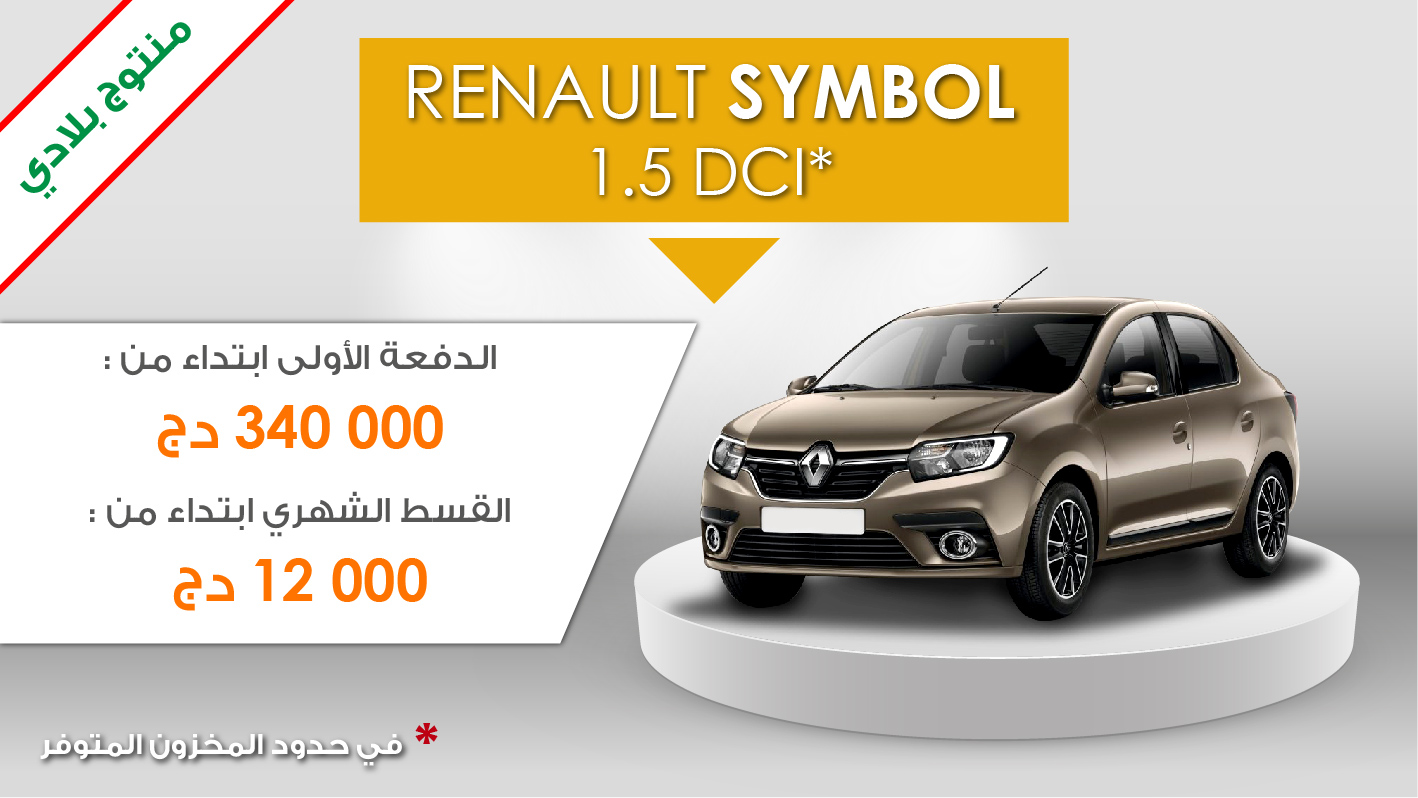 منتوج بلادي
RENAULT SYMBOL
1.5 DCI*
الدفعة الأولى ابتداء من :
340 000 دج
القسط الشهري ابتداء من :
12 000 دج
* في حدود المخزون المتوفر